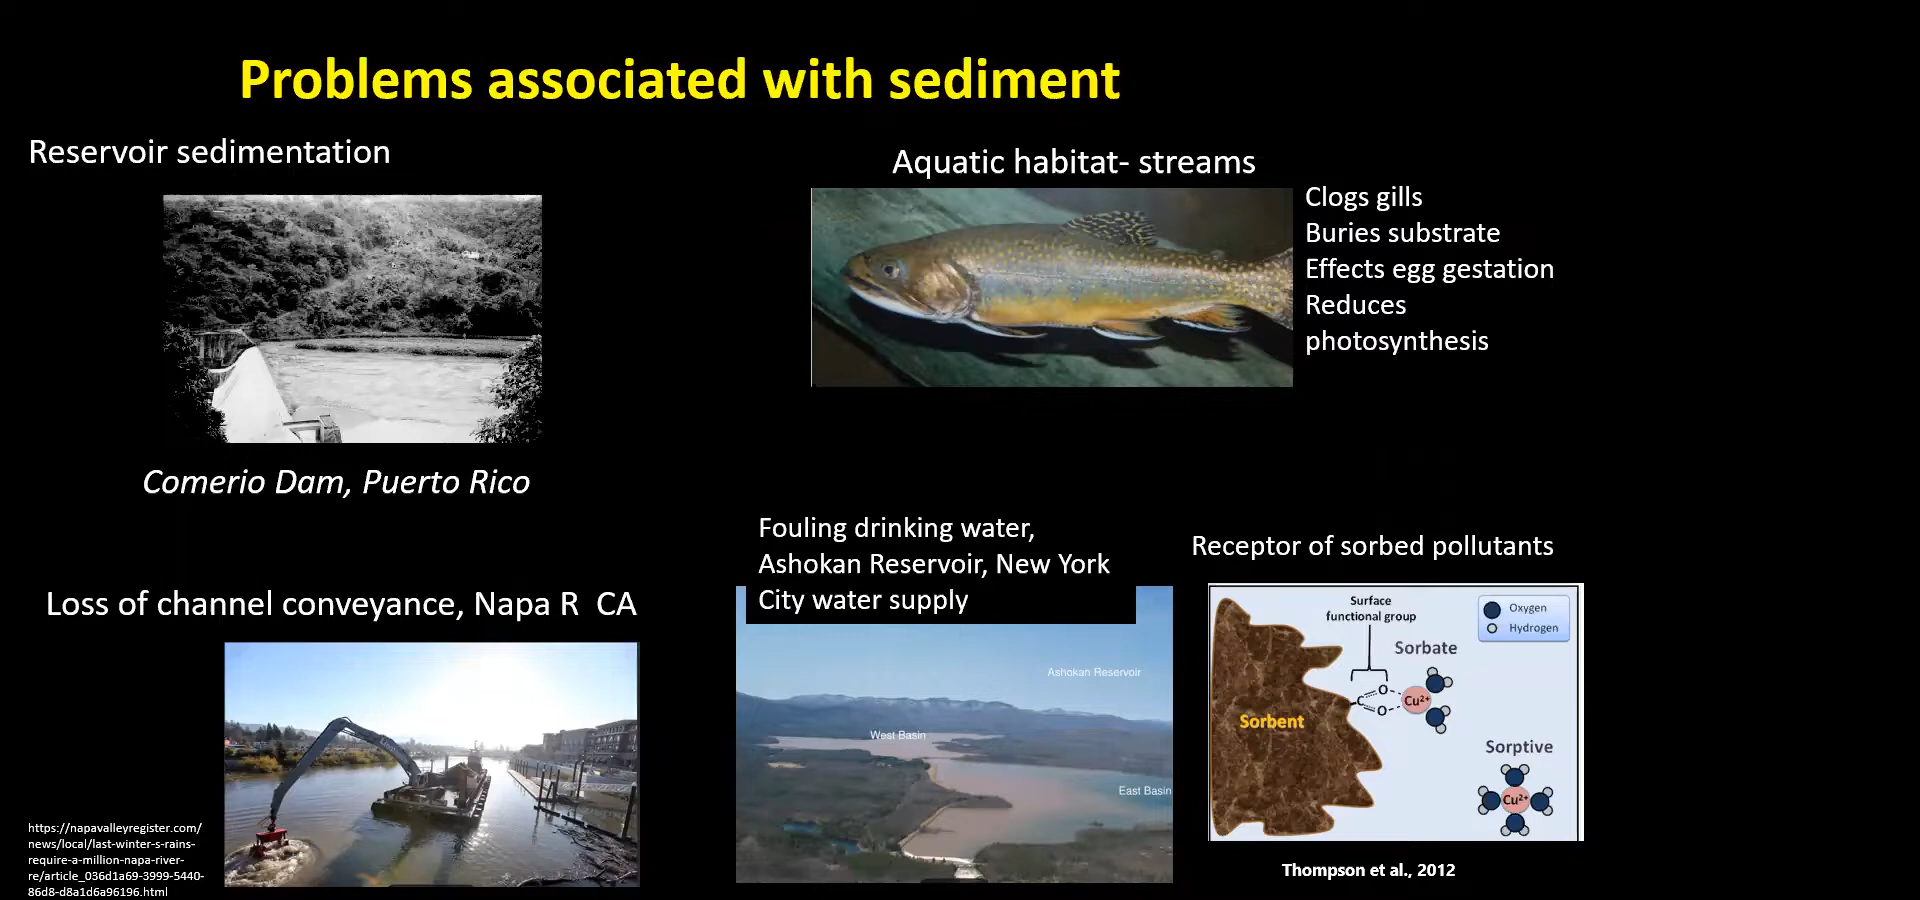 Problems associated with sediment
Reservoir sedimentation
Comerio Dam, Puerto Rico
Aquatic habitat- streams
Clogs gills
Buries substrate
Effects egg gestation
Reduces
photosynthesis
Loss of channel conveyance, Napa R  CA
https://napavalleyregister.com/
news/local/last-winter-s-rains-
require-a-million-napa-river-
re/article_036d1a69-3999-5440-
86d8-d8a1d6a96196.html
Fouling drinking water,
Ashokan Reservoir, New York
City water supply
Ashokan Reservoir
West Basin
East Basin
Receptor of sorbed pollutants
Surface
functional group
Oxygen
Hydrogen
Sorbate
C
O
O
Cu²⁺
Sorbent
Sorptive
Cu²⁺
Thompson et al., 2012